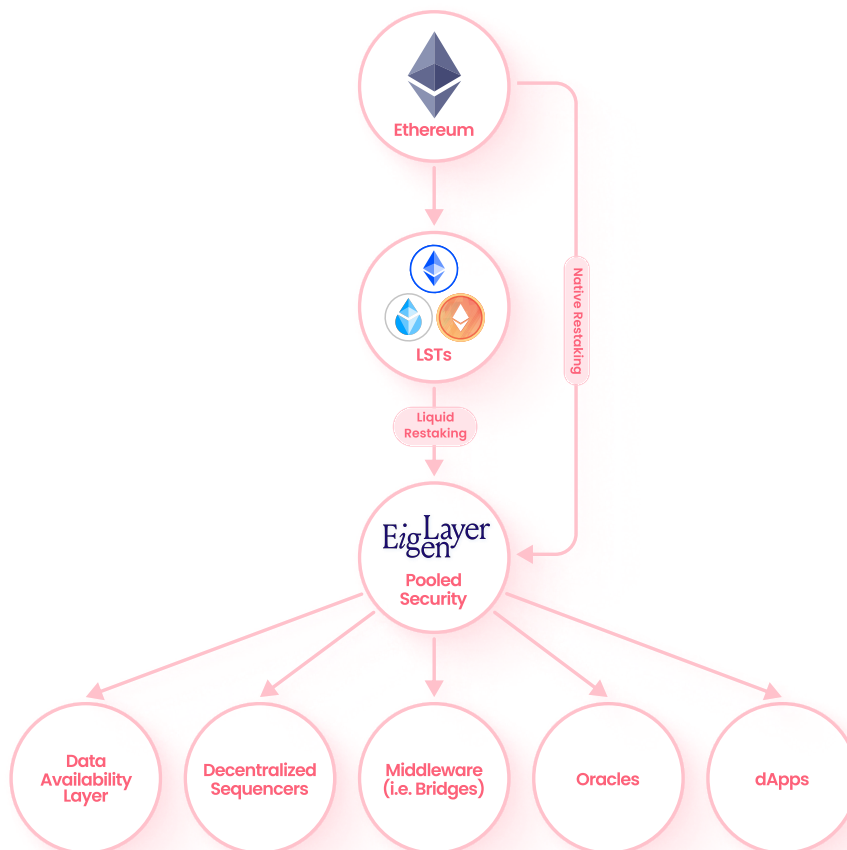 Ethereum
Native Restaking
LSTs
Liquid
Restaking
EigenLayer
Pooled
Security
Data
Availability
Layer
Decentralized
Sequencers
Middleware
(i.e. Bridges)
Oracles
dApps